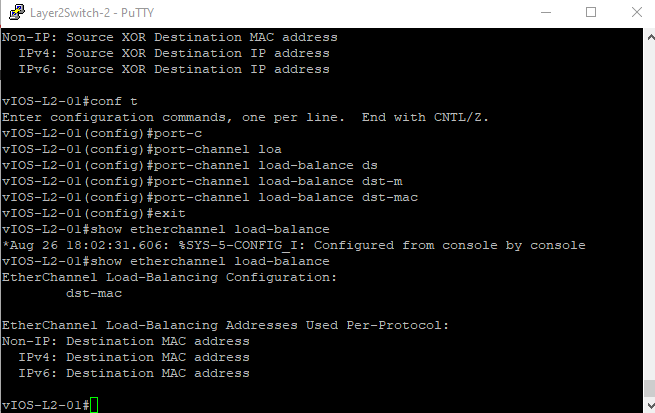 Layer2Switch-2 - PuTTY
Non-IP: Source XOR Destination MAC address
  IPv4: Source XOR Destination IP address
  IPv6: Source XOR Destination IP address

vIOS-L2-01#conf t
Enter configuration commands, one per line.  End with CNTL/Z.
vIOS-L2-01(config)#port-c
vIOS-L2-01(config)#port-channel loa
vIOS-L2-01(config)#port-channel load-balance ds
vIOS-L2-01(config)#port-channel load-balance dst-m
vIOS-L2-01(config)#port-channel load-balance dst-mac
vIOS-L2-01(config)#exit
vIOS-L2-01#show etherchannel load-balance
*Aug 26 18:02:31.606: %SYS-5-CONFIG_I: Configured from console by console
vIOS-L2-01#show etherchannel load-balance
EtherChannel Load-Balancing Configuration:
        dst-mac

EtherChannel Load-Balancing Addresses Used Per-Protocol:
Non-IP: Destination MAC address
  IPv4: Destination MAC address
  IPv6: Destination MAC address

vIOS-L2-01#